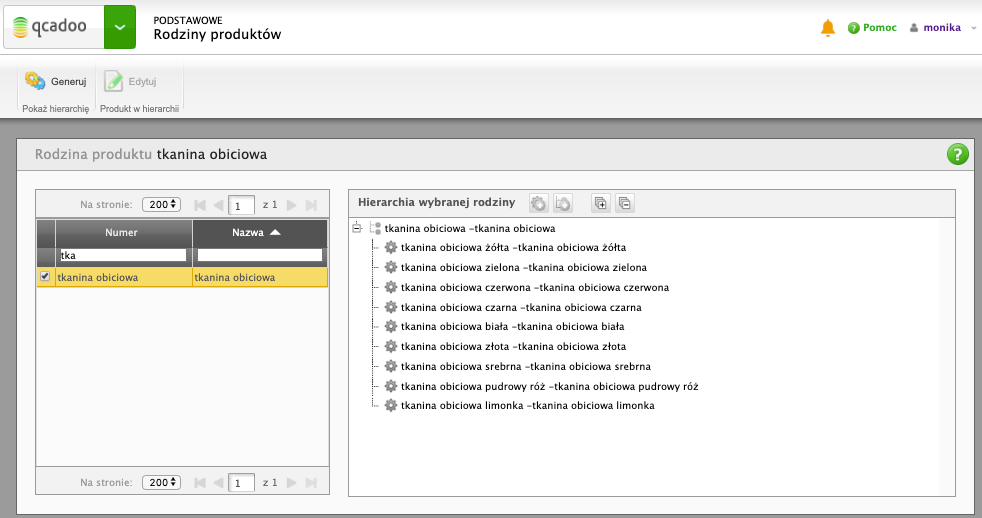 qcadoo
PODSTAWOWE
Rodziny produktów
Pomoc
monika
Generuj
Edytuj
Pokaż hierarchię
Produkt w hierarchii
Rodzina produktu tkanina obiciowa
?
Na stronie: 200 1 z 1
Numer Nazwa
tka
tkanina obiciowa tkanina obiciowa
Na stronie: 200 1 z 1
Hierarchia wybranej rodziny
tkanina obiciowa -tkanina obiciowa
tkanina obiciowa żółta -tkanina obiciowa żółta
tkanina obiciowa zielona -tkanina obiciowa zielona
tkanina obiciowa czerwona -tkanina obiciowa czerwona
tkanina obiciowa czarna -tkanina obiciowa czarna
tkanina obiciowa biała -tkanina obiciowa biała
tkanina obiciowa złota -tkanina obiciowa złota
tkanina obiciowa srebrna -tkanina obiciowa srebrna
tkanina obiciowa pudrowy róż -tkanina obiciowa pudrowy róż
tkanina obiciowa limonka -tkanina obiciowa limonka